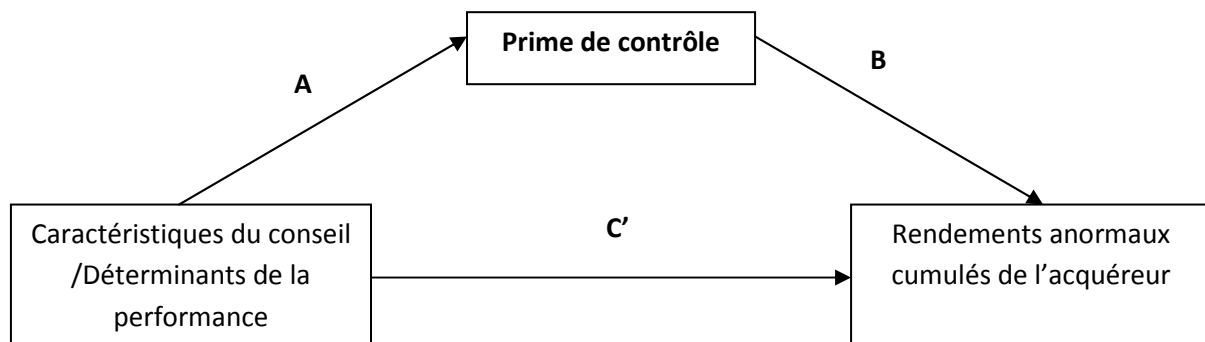 Prime de contrôle
A
B
Caractéristiques du conseil
/Déterminants de la
performance
C’
Rendements anormaux
cumulés de l’acquéreur